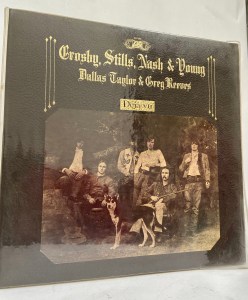 Crosby, Stills, Nash & Young
Dallas Taylor & Greg Reeves
Déjà vu